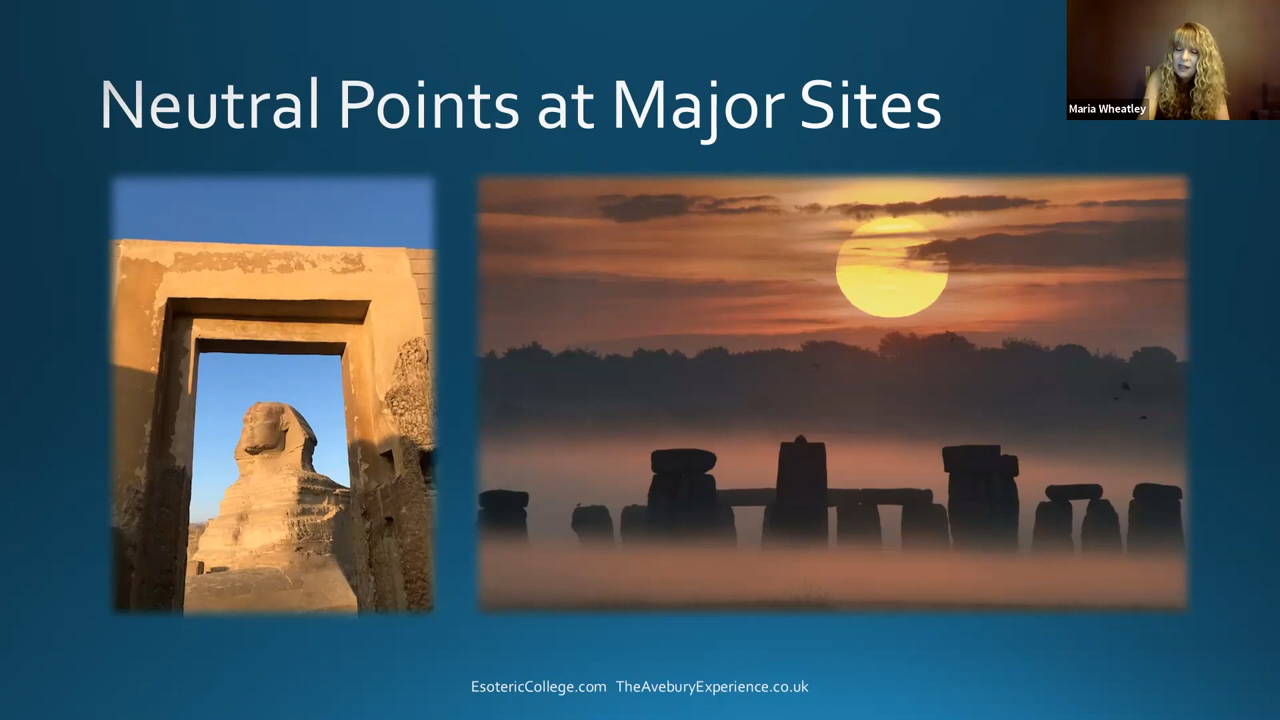 Neutral Points at Major Sites
Maria Wheatley
EsotericCollege.com TheAveburyExperience.co.uk